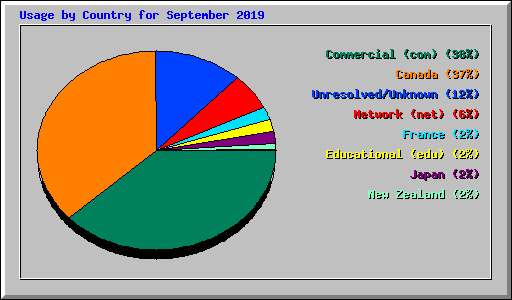 Usage by Country for September 2019
Commercial (com) (38%)
Canada (37%)
Unresolved/Unknown (12%)
Network (net) (6%)
France (2%)
Educational (edu) (2%)
Japan (2%)
New Zealand (2%)